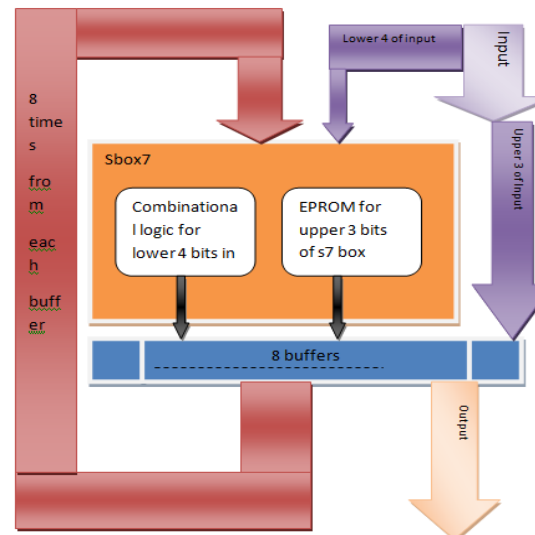 Lower 4 of input
Input
Upper 3 of Input
8
time
s
fro
m
eac
h
buff
er
Sbox7
Combinationa
l logic for
lower 4 bits in
EPROM for
upper 3 bits
of s7 box
8 buffers
Output